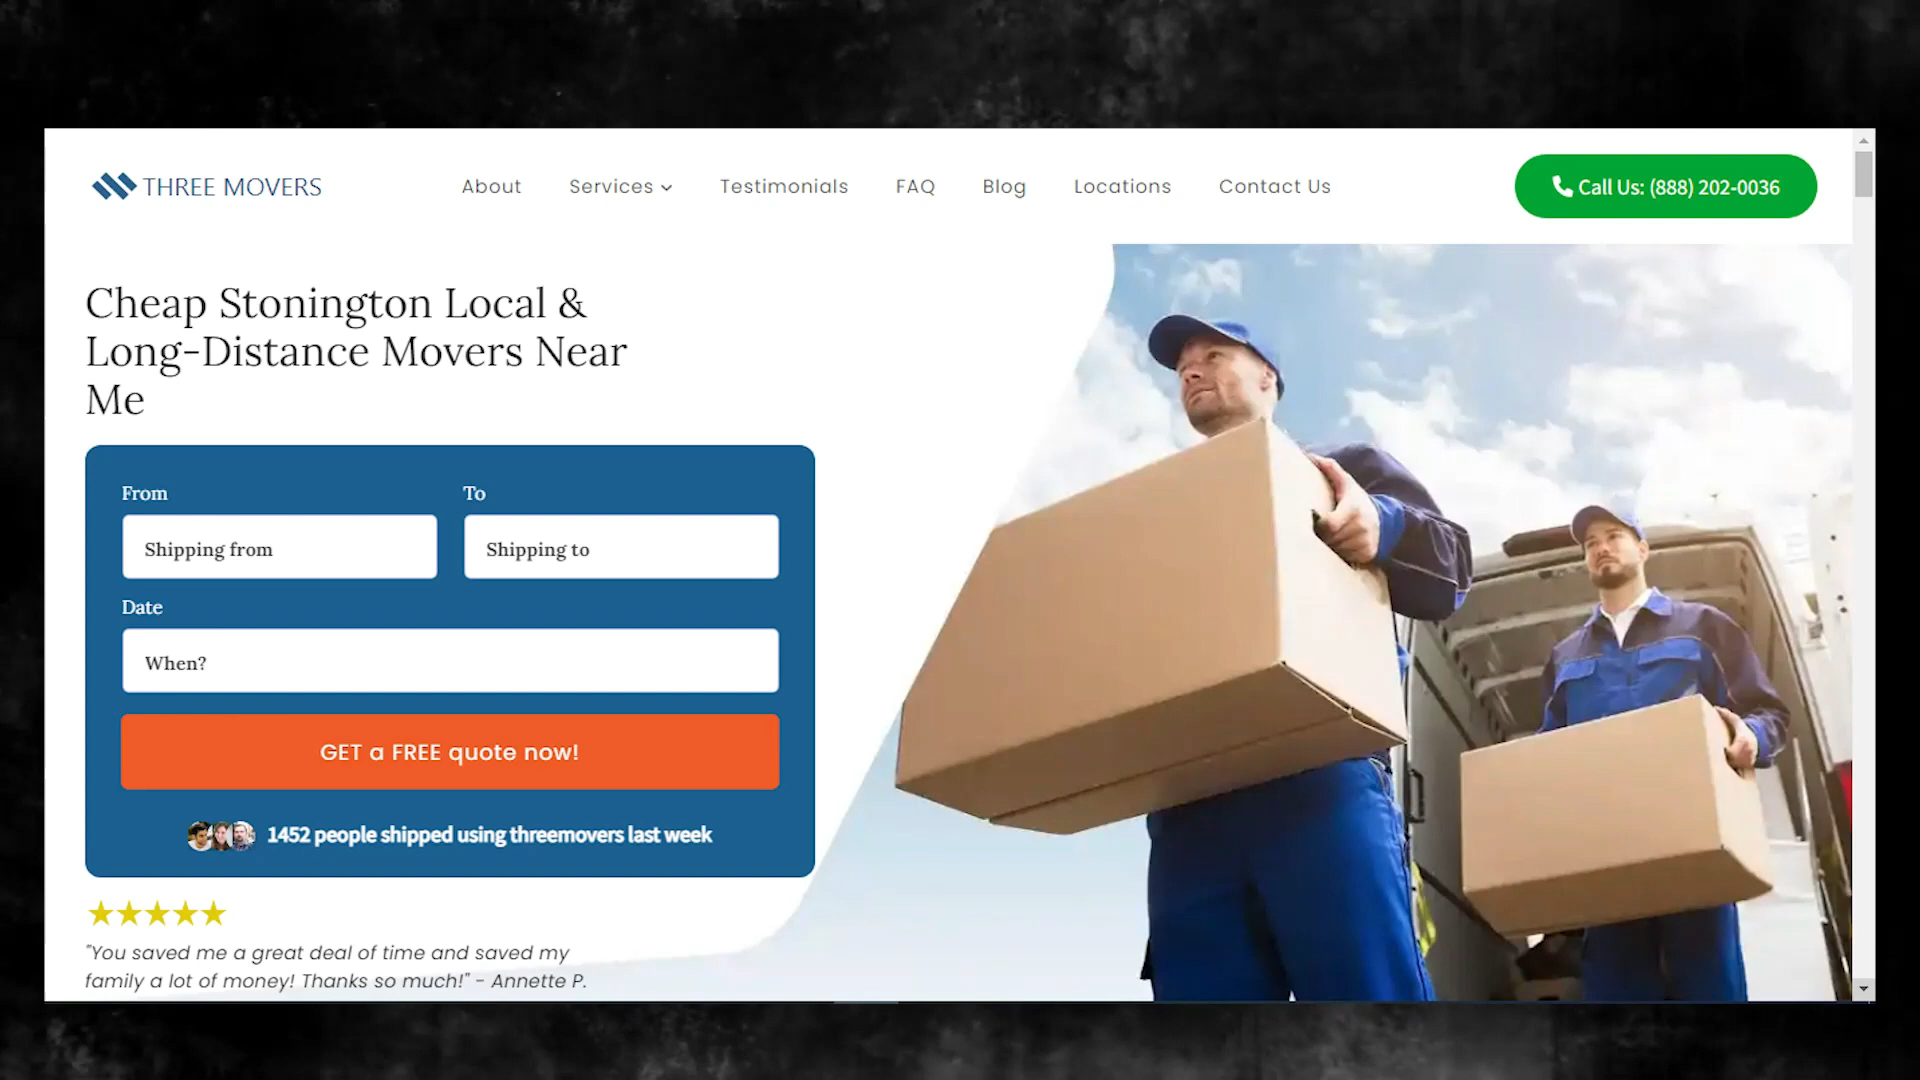 THREE MOVERS
About
Services
Testimonials
FAQ
Blog
Locations
Contact Us
Call Us: (888) 202-0036
Cheap Stonington Local &
Long-Distance Movers Near
Me
From
To
Shipping from
Shipping to
Date
When?
GET a FREE quote now!
1452 people shipped using threemovers last week
"You saved me a great deal of time and saved my
family a lot of money! Thanks so much!" - Annette P.